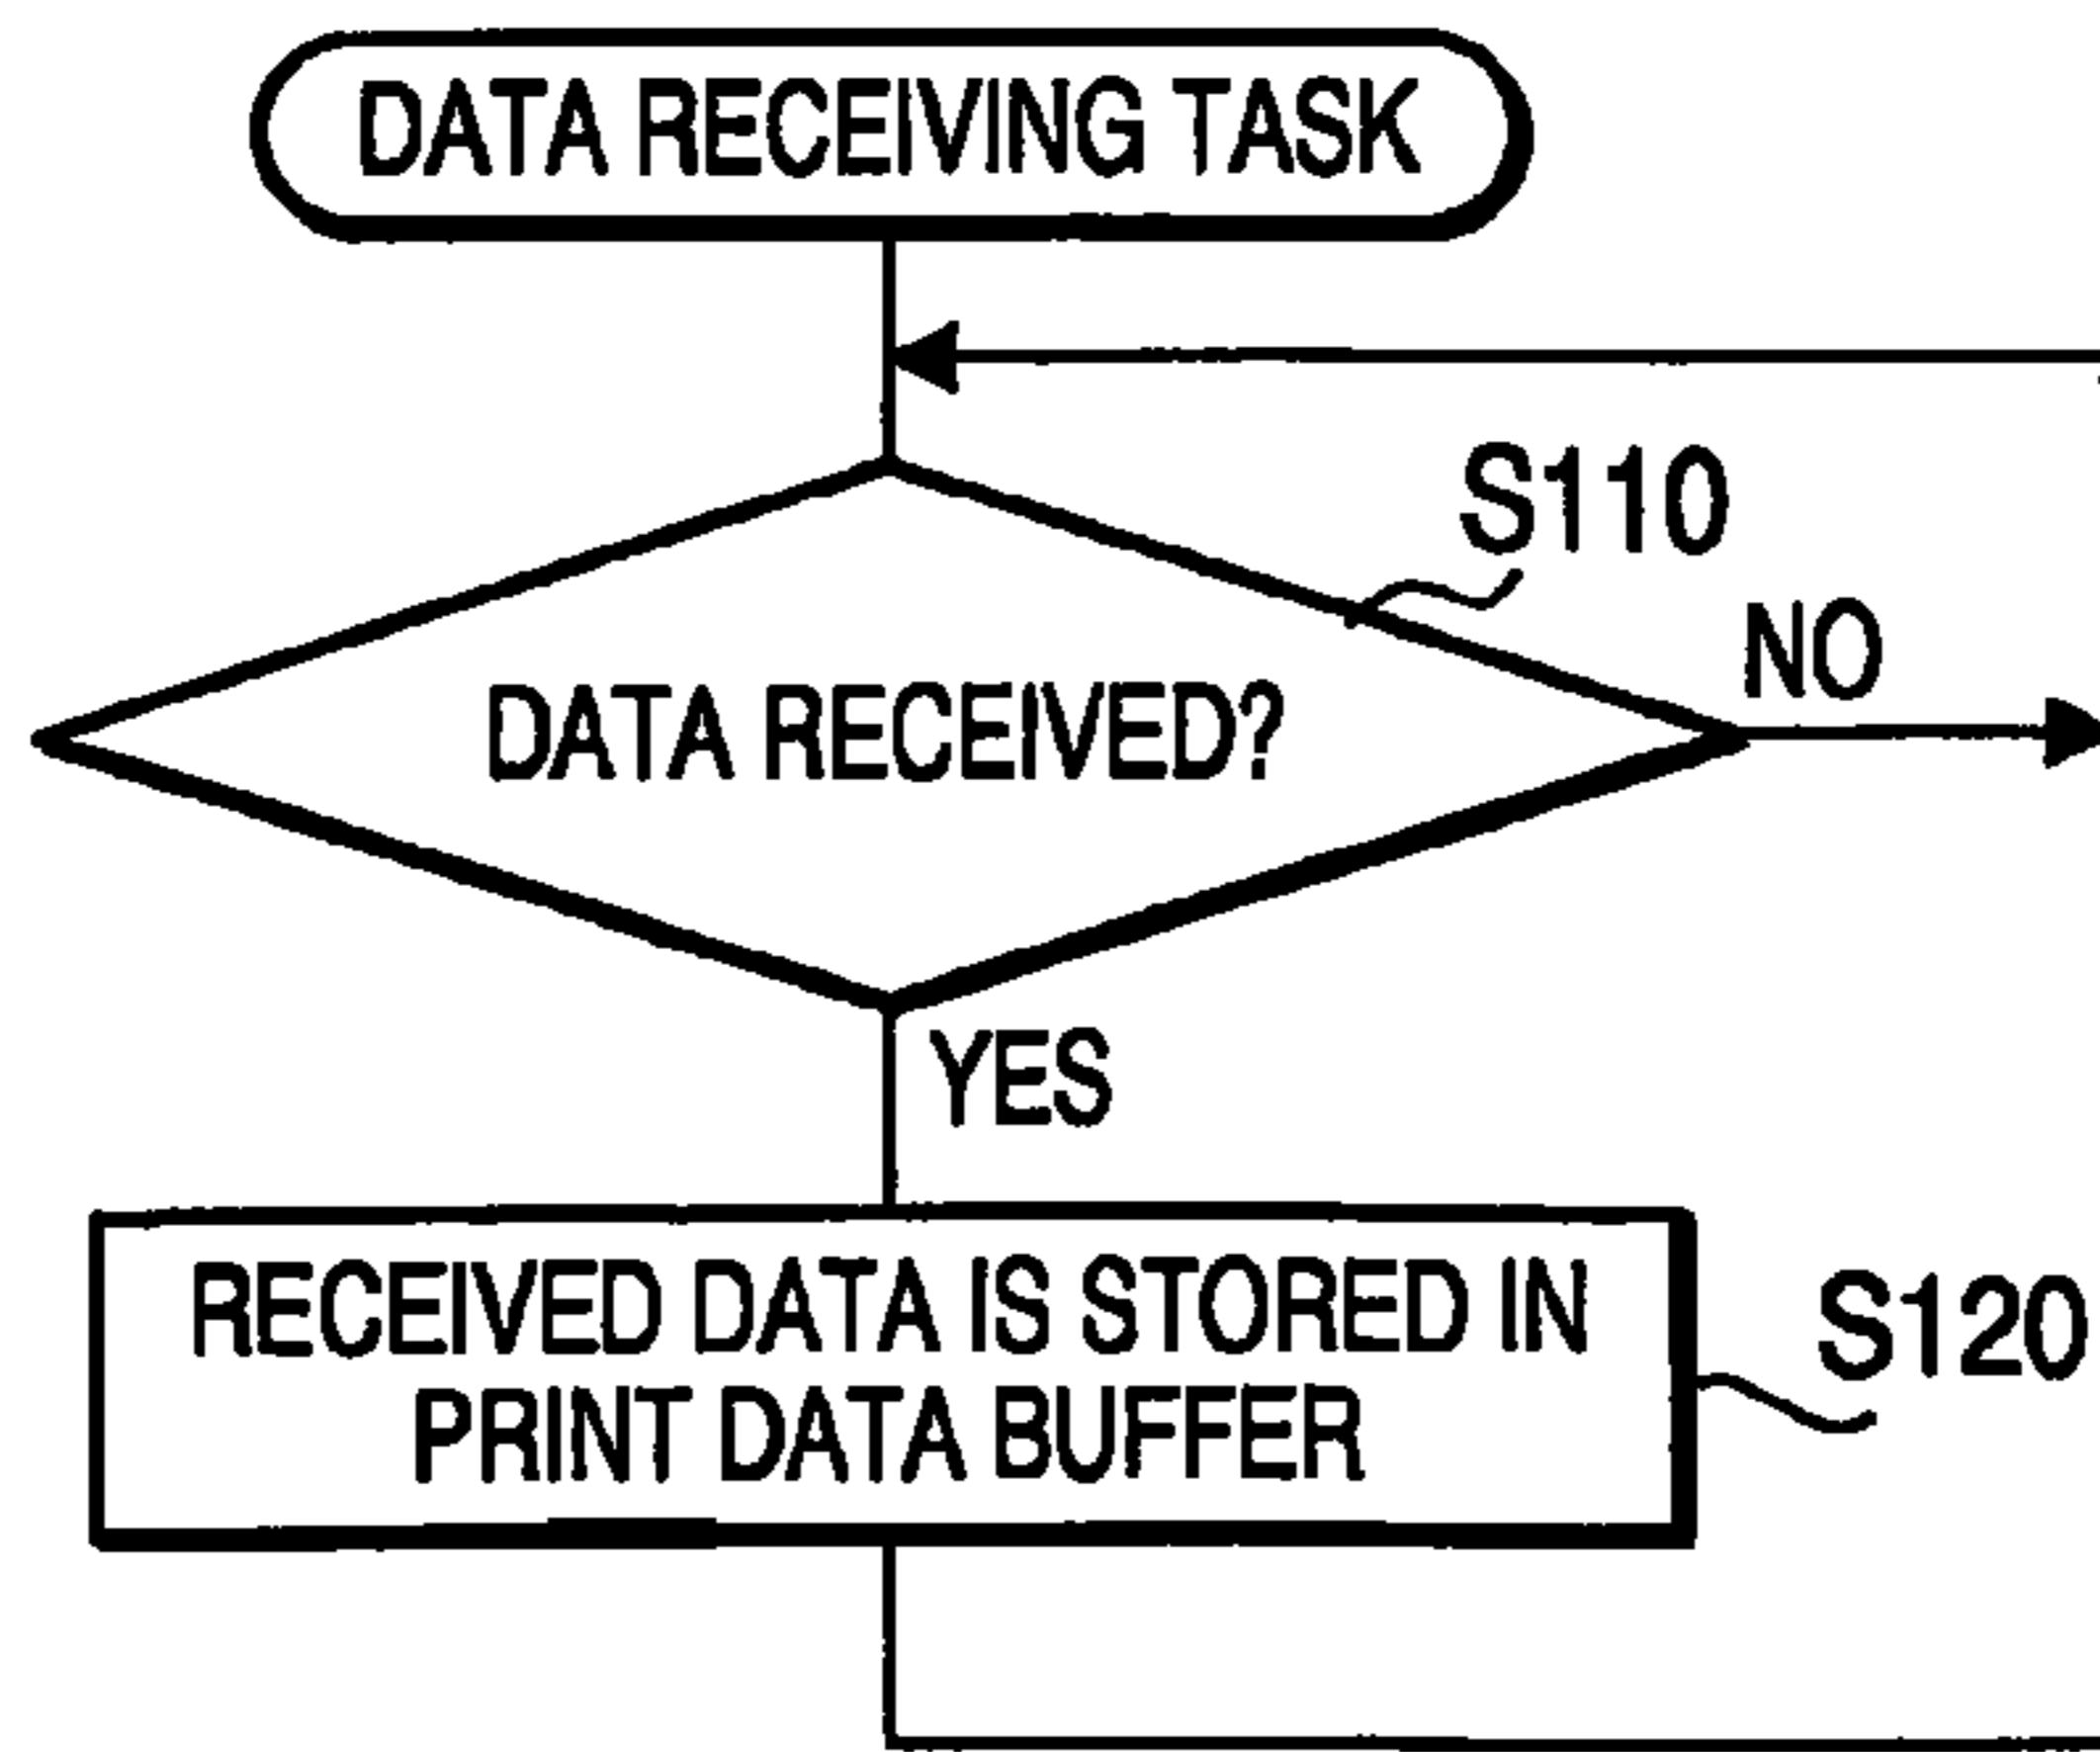 DATA RECEIVING TASK
S110
NO
DATA RECEIVED?
YES
RECEIVED DATA IS STORED IN
PRINT DATA BUFFER
S120